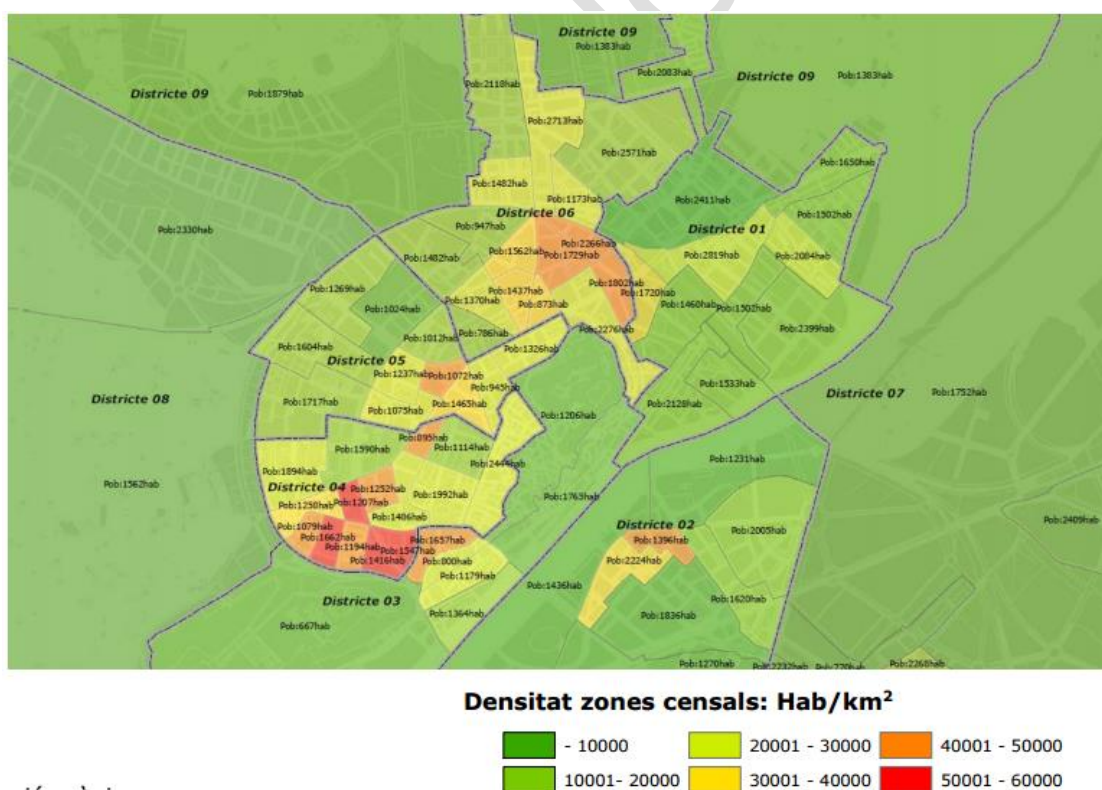 Districte 09
Pob:1383hab
Pob:2083hab
Districte 09
Pob:1383hab
Pob:2118hab
Districte 09
Pob:1879hab
Pob:2713hab
Pob:2571hab
Pob:1650hab
Pob:1482hab
Pob:1173hab
Pob:2411hab
Districte 06
Pob:1502hab
Pob:2330hab
Pob:947hab
Districte 01
Pob:2266hab
Pob:1562hab
Pob:1729hab
Pob:1482hab
Pob:2819hab
Pob:2084hab
Pob:1802hab
Pob:1269hab
Pob:1437hab
Pob:1720hab
Pob:1370hab
Pob:873hab
Pob:1460hab
Pob:1024hab
Pob:1502hab
Pob:2276hab
Pob:2399hab
Pob:786hab
Pob:1012hab
Pob:1604hab
Pob:1326hab
Districte 05
Pob:1237hab
Pob:1072hab
Pob:945hab
Pob:1533hab
Districte 07
Pob:1752hab
Districte 08
Pob:1717hab
Pob:1465hab
Pob:2128hab
Pob:1075hab
Pob:1206hab
Pob:895hab
Pob:1590hab
Pob:1114hab
Pob:1231hab
Pob:2444hab
Pob:1894hab
Pob:1562hab
Districte 04
Pob:1252hab
Pob:1992hab
Pob:1765hab
Pob:1250hab
Pob:1207hab
Pob:1486hab
Pob:2409hab
Pob:1079hab
Districte 02
Pob:2005hab
Pob:1662hab
Pob:1657hab
Pob:1396hab
Pob:1194hab
Pob:1547hab
Pob:1416hab
Pob:800hab
Pob:2224hab
Pob:1179hab
Pob:1436hab
Districte 03
Pob:1620hab
Pob:1364hab
Pob:1836hab
Pob:667hab
Pob:1270hab
Pob:2232hab
Pob:770hab
Pob:2268hab
Densitat zones censals: Hab/km²
- 10000
20001 - 30000
40001 - 50000
10001- 20000
30001 - 40000
50001 - 60000